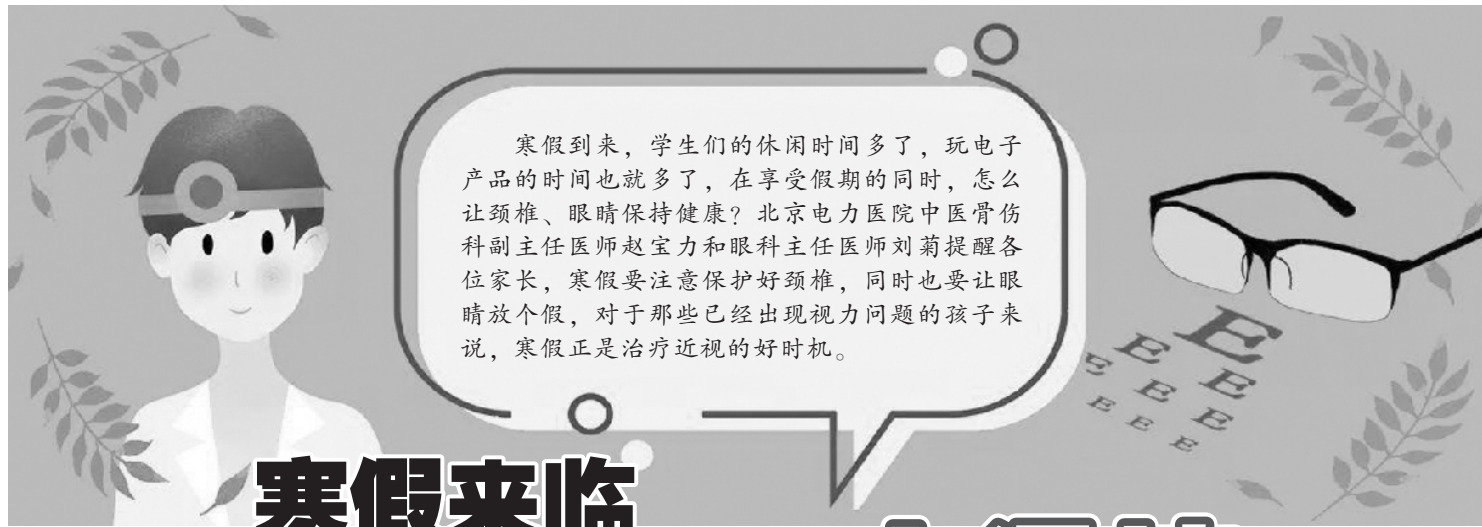 寒假到来，学生们的休闲时间多了，玩电子
产品的时间也就多了，在享受假期的同时，怎么
让颈椎、眼睛保持健康？北京电力医院中医骨伤
科副主任医师赵宝力和眼科主任医师刘菊提醒各
位家长，寒假要注意保护好颈椎，同时也要让眼
睛放个假，对于那些已经出现视力问题的孩子来
说，寒假正是治疗近视的好时机。
E
E E
E E E
E E E
寒假来临